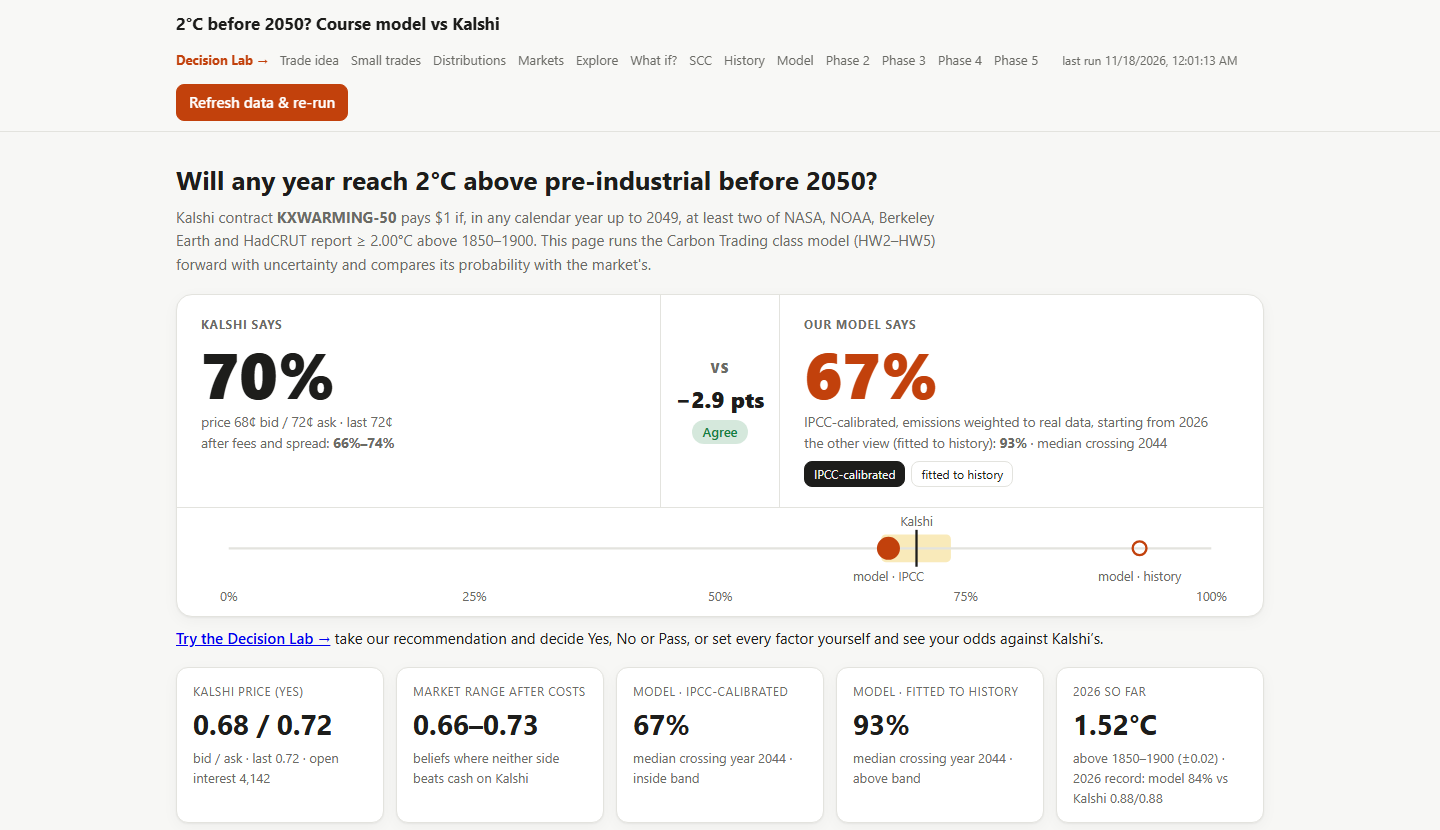 2°C before 2050? Course model vs Kalshi
Decision Lab → Trade idea Small trades Distributions Markets Explore What if? SCC History Model Phase 2 Phase 3 Phase 4 Phase 5 last run 11/18/2026, 12:01:13 AM
Refresh data & re-run
Will any year reach 2°C above pre-industrial before 2050?
Kalshi contract KXWARMING-50 pays $1 if, in any calendar year up to 2049, at least two of NASA, NOAA, Berkeley
Earth and HadCRUT report ≥ 2.00°C above 1850–1900. This page runs the Carbon Trading class model (HW2–HW5)
forward with uncertainty and compares its probability with the market's.
KALSHI SAYS
70%
price 68¢ bid / 72¢ ask · last 72¢
after fees and spread: 66%–74%
VS
−2.9 pts
Agree
OUR MODEL SAYS
67%
IPCC-calibrated, emissions weighted to real data, starting from 2026
the other view (fitted to history): 93% · median crossing 2044
IPCC-calibrated fitted to history
Kalshi
model · IPCC model · history
0% 25% 50% 75% 100%
Try the Decision Lab → take our recommendation and decide Yes, No or Pass, or set every factor yourself and see your odds against Kalshi's.
KALSHI PRICE (YES)
0.68 / 0.72
bid / ask · last 0.72 · open
interest 4,142
MARKET RANGE AFTER COSTS
0.66–0.73
beliefs where neither side
beats cash on Kalshi
MODEL · IPCC-CALIBRATED
67%
median crossing year 2044 ·
inside band
MODEL · FITTED TO HISTORY
93%
median crossing year 2044 ·
above band
2026 SO FAR
1.52°C
above 1850–1900 (±0.02) ·
2026 record: model 84% vs
Kalshi 0.88/0.88